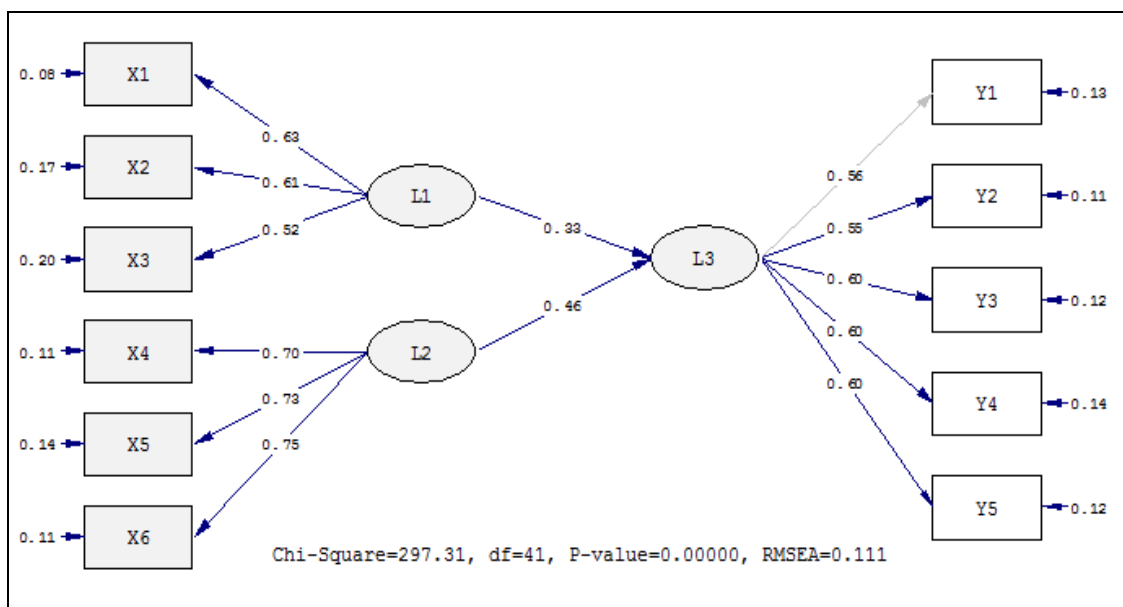 0.08
X1
0.17
X2
0.20
X3
0.11
X4
0.14
X5
0.11
X6
0.63
0.61
0.52
0.70
0.73
0.75
L1
L2
0.33
0.46
L3
0.56
0.55
0.60
0.60
0.60
Y1
0.13
Y2
0.11
Y3
0.12
Y4
0.14
Y5
0.12
Chi-Square=297.31, df=41, P-value=0.00000, RMSEA=0.111